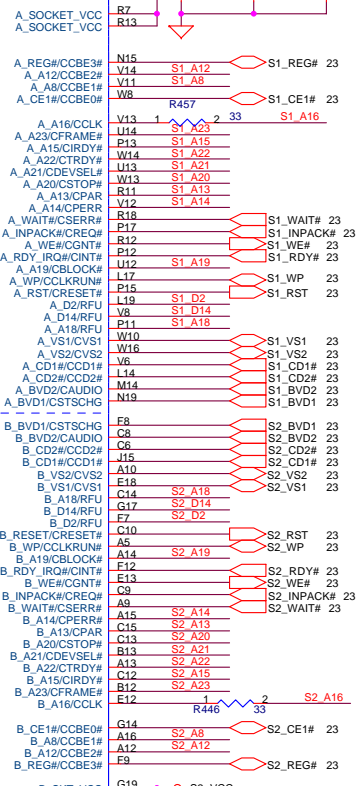 A_SOCKET_VCC R7
A_SOCKET_VCC R13
A_REG#/CCBE3# N15 S1_REG# 23
A_A12/CCBE2# V14 S1_A12
A_A8/CCBE1# V11 S1_A8
A_CE1#/CCBE0# W8 S1_CE1# 23
R457
A_A16/CCLK V13 1 2 33 S1_A16
A_A23/CFRAME# U14 S1_A23
A_A15/CIRDY# P13 S1_A15
A_A22/CTRDY# W14 S1_A22
A_A21/CDEVSEL# U13 S1_A21
A_A20/CSTOP# W13 S1_A20
A_A13/CPAR R11 S1_A13
A_A14/CPERR V12 S1_A14
A_WAIT#/CSERR# R18 S1_WAIT# 23
A_INPACK#/CREQ# P17 S1_INPACK# 23
A_WE#/CGNT# R12 S1_WE# 23
A_RDY_IRQ#/CINT# P12 S1_RDY# 23
A_A19/CBLOCK# U12 S1_A19
A_WP/CCLKRUN# L17 S1_WP 23
A_RST/CRESET# P15 S1_RST 23
A_D2/RFU L19 S1_D2
A_D14/RFU V8 S1_D14
A_A18/RFU P11 S1_A18
A_VS1/CVS1 W10 S1_VS1 23
A_VS2/CVS2 W16 S1_VS2 23
A_CD1#/CCD1# V6 S1_CD1# 23
A_CD2#/CCD2# L14 S1_CD2# 23
A_BVD2/CAUDIO M14 S1_BVD2 23
A_BVD1/CSTSCHG N19 S1_BVD1 23
B_BVD1/CSTSCHG F8 S2_BVD1 23
B_BVD2/CAUDIO C8 S2_BVD2 23
B_CD2#/CCD2# C6 S2_CD2# 23
B_CD1#/CCD1# J15 S2_CD1# 23
B_VS2/CVS2 A10 S2_VS2 23
B_VS1/CVS1 E18 S2_VS1 23
B_A18/RFU C14 S2_A18
B_D14/RFU G17 S2_D14
B_D2/RFU F7 S2_D2
B_RESET/CRESET# C10 S2_RST 23
B_WP/CCLKRUN# A5 S2_WP 23
B_A19/CBLOCK# A14 S2_A19
B_RDY_IRQ#/CINT# F12 S2_RDY# 23
B_WE#/CGNT# E13 S2_WE# 23
B_INPACK#/CREQ# C9 S2_INPACK# 23
B_WAIT#/CSERR# A9 S2_WAIT# 23
B_A14/CPERR# A15 S2_A14
B_A13/CPAR C15 S2_A13
B_A20/CSTOP# C13 S2_A20
B_A21/CDEVSEL# B13 S2_A21
B_A22/CTRDY# A13 S2_A22
B_A15/CIRDY# C12 S2_A15
B_A23/CFRAME# B12 S2_A23
B_A16/CCLK E12 1 2 S2_A16
R446 33
B_CE1#/CCBE0# G14 S2_CE1# 23
B_A8/CCBE1# A16 S2_A8
B_A12/CCBE2# A12 S2_A12
B_REG#/CCBE3# F9 S2_REG# 23
G19